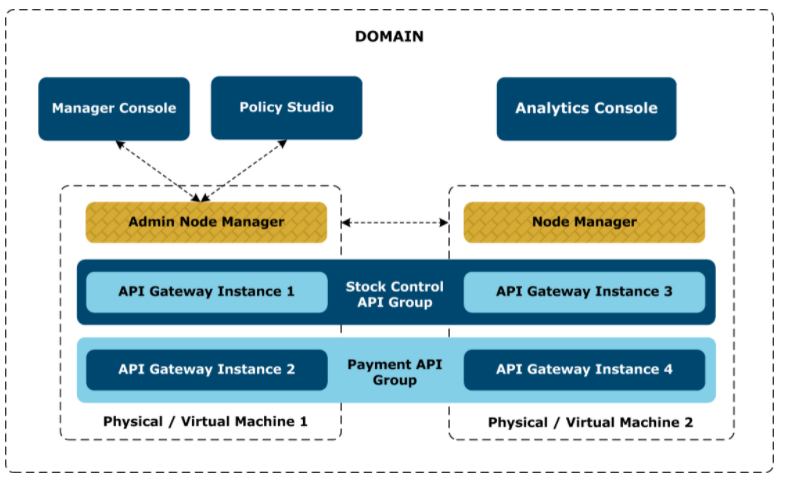 DOMAIN
Manager Console
Policy Studio
Analytics Console
Admin Node Manager
Node Manager
API Gateway Instance 1
Stock Control
API Group
API Gateway Instance 3
API Gateway Instance 2
Payment API
Group
API Gateway Instance 4
Physical / Virtual Machine 1
Physical / Virtual Machine 2